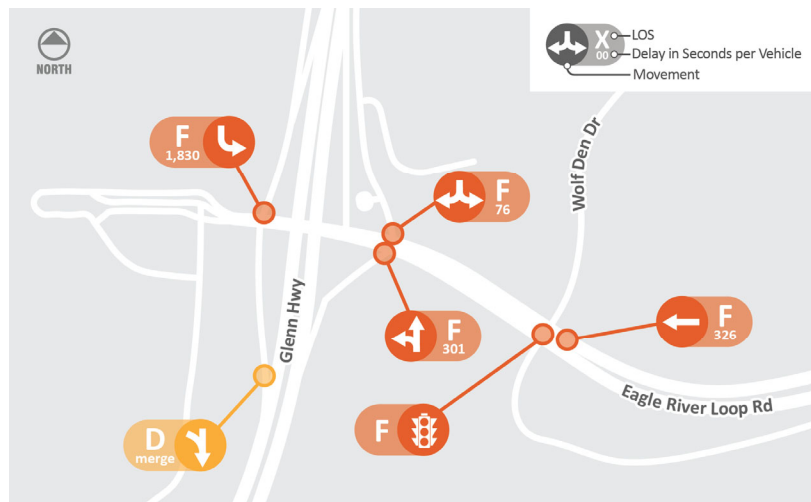 NORTH
X
00
LOS
Delay in Seconds per Vehicle
Movement
Wolf Den Dr
F
1,830
F
76
Glenn Hwy
F
301
F
326
Eagle River Loop Rd
D
merge
F